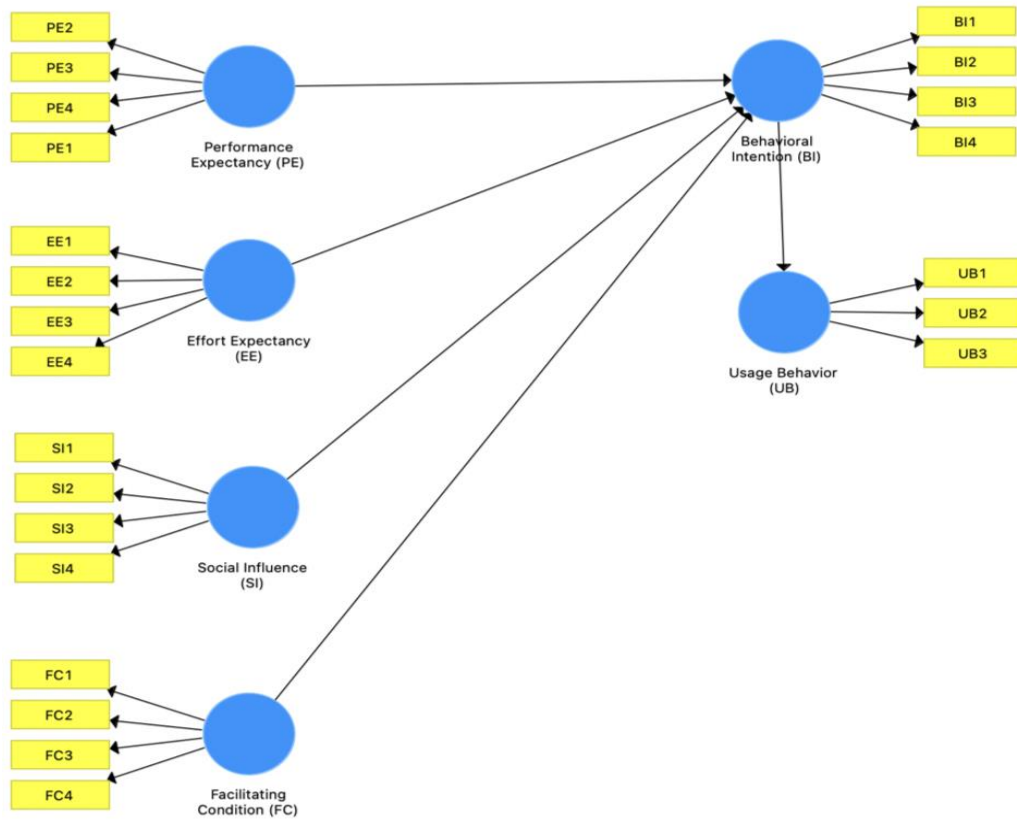 PE2
PE3
PE4
PE1
Performance
Expectancy (PE)
BI1
BI2
BI3
BI4
Behavioral
Intention (BI)
EE1
EE2
EE3
EE4
Effort Expectancy
(EE)
UB1
UB2
UB3
Usage Behavior
(UB)
SI1
SI2
SI3
SI4
Social Influence
(SI)
FC1
FC2
FC3
FC4
Facilitating
Condition (FC)